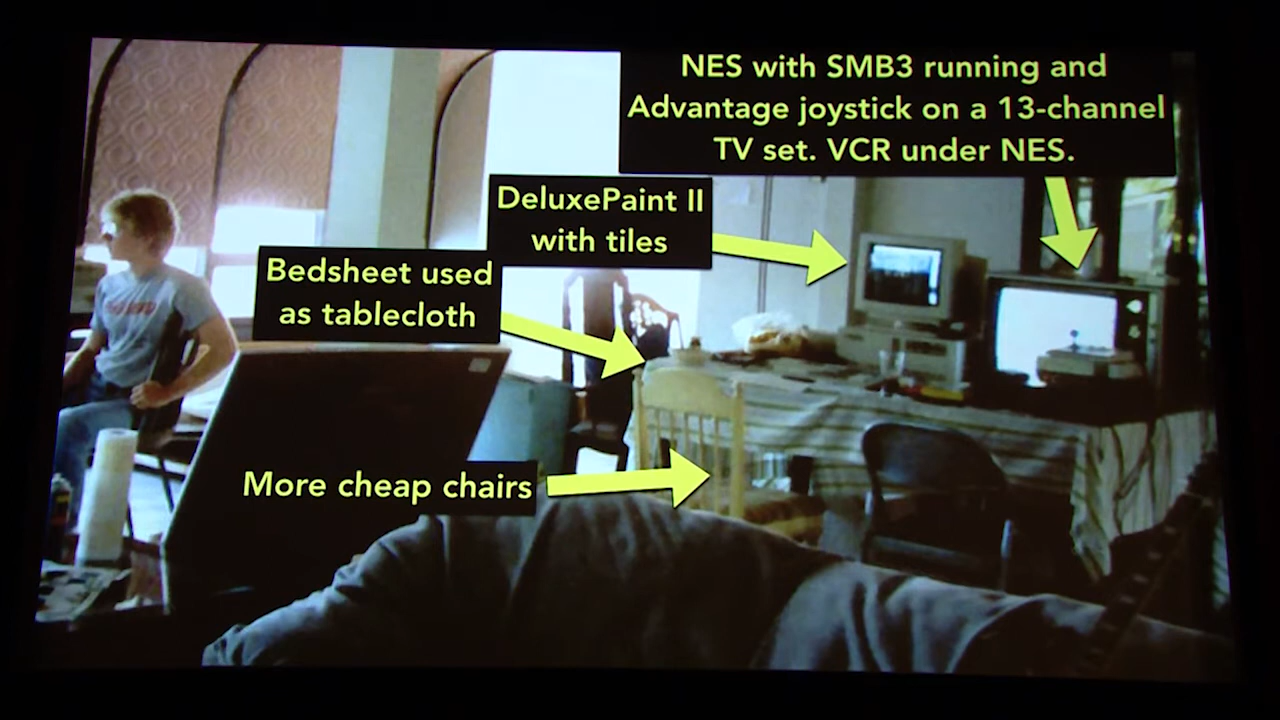 NES with SMB3 running and
Advantage joystick on a 13-channel
TV set. VCR under NES.
DeluxePaint II
with tiles
Bedsheet used
as tablecloth
More cheap chairs